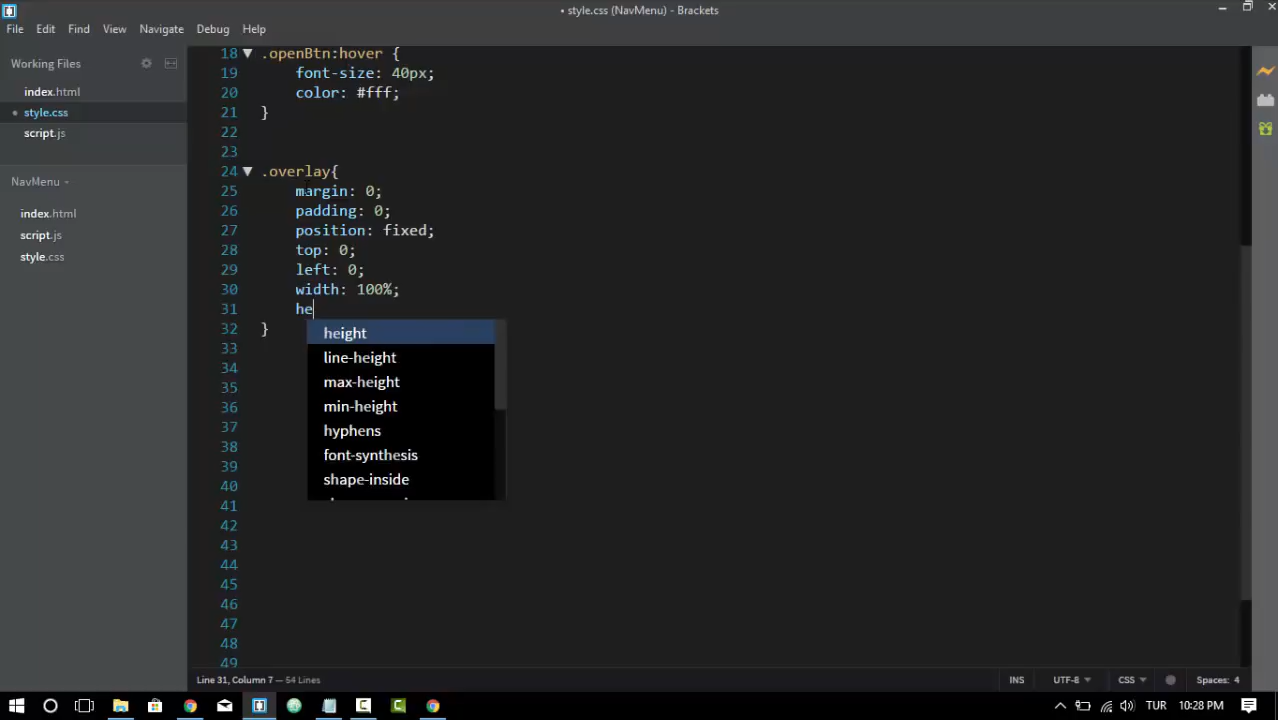 • style.css (NavMenu) - Brackets
File Edit Find View Navigate Debug Help
Working Files
index.html
style.css
script.js
NavMenu
index.html
script.js
style.css
18 .openBtn:hover {
19 font-size: 40px;
20 color: #fff;
21 }
22
23
24 .overlay{
25 margin: 0;
26 padding: 0;
27 position: fixed;
28 top: 0;
29 left: 0;
30 width: 100%;
31 he
32 }
33
34
35
36
37
38
39
40
41
42
43
44
45
46
47
48
49
height
line-height
max-height
min-height
hyphens
font-synthesis
shape-inside
Line 31, Column 7 — 54 Lines
INS UTF-8 CSS Spaces: 4
TUR 10:28 PM